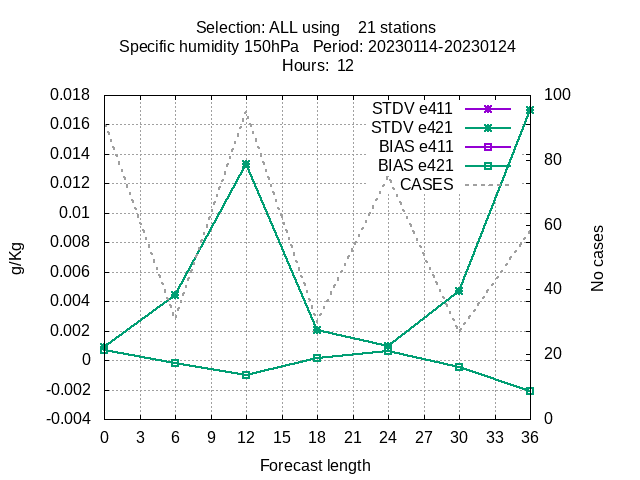 Selection: ALL using    21 stations
Specific humidity 150hPa   Period: 20230114-20230124
Hours:  12
0.018
0.016
0.014
0.012
0.01
0.008
0.006
0.004
0.002
0
-0.002
-0.004
g/Kg
STDV e411
STDV e421
BIAS e411
BIAS e421
CASES
100
80
60
40
20
0
No cases
0 3 6 9 12 15 18 21 24 27 30 33 36
Forecast length